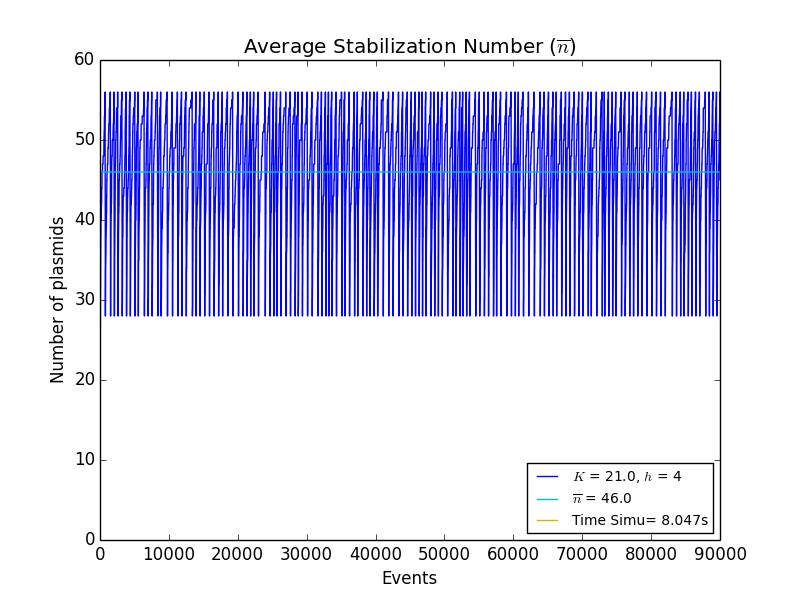 Average Stabilization Number (n̅)
60
50
40
30
20
10
0
Number of plasmids
K = 21.0, h = 4
n̅ = 46.0
Time Simu= 8.047s
0 10000 20000 30000 40000 50000 60000 70000 80000 90000
Events